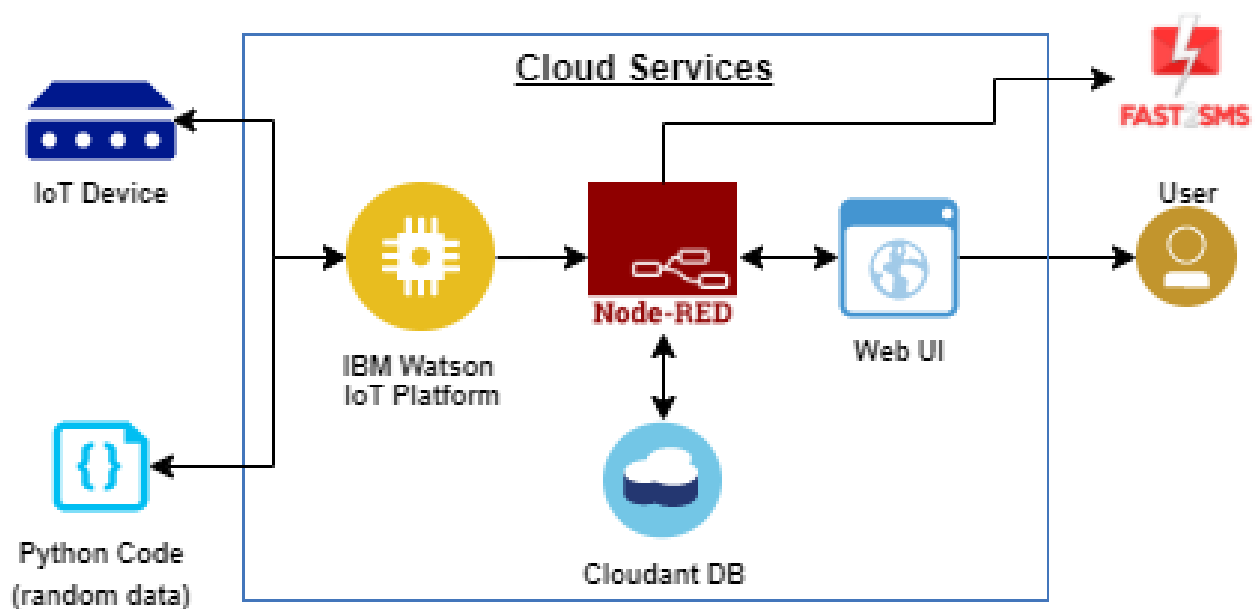 Cloud Services
FAST2SMS
IoT Device
User
Node-RED
Web UI
IBM Watson
IoT Platform
Python Code
(random data)
Cloudant DB
{}